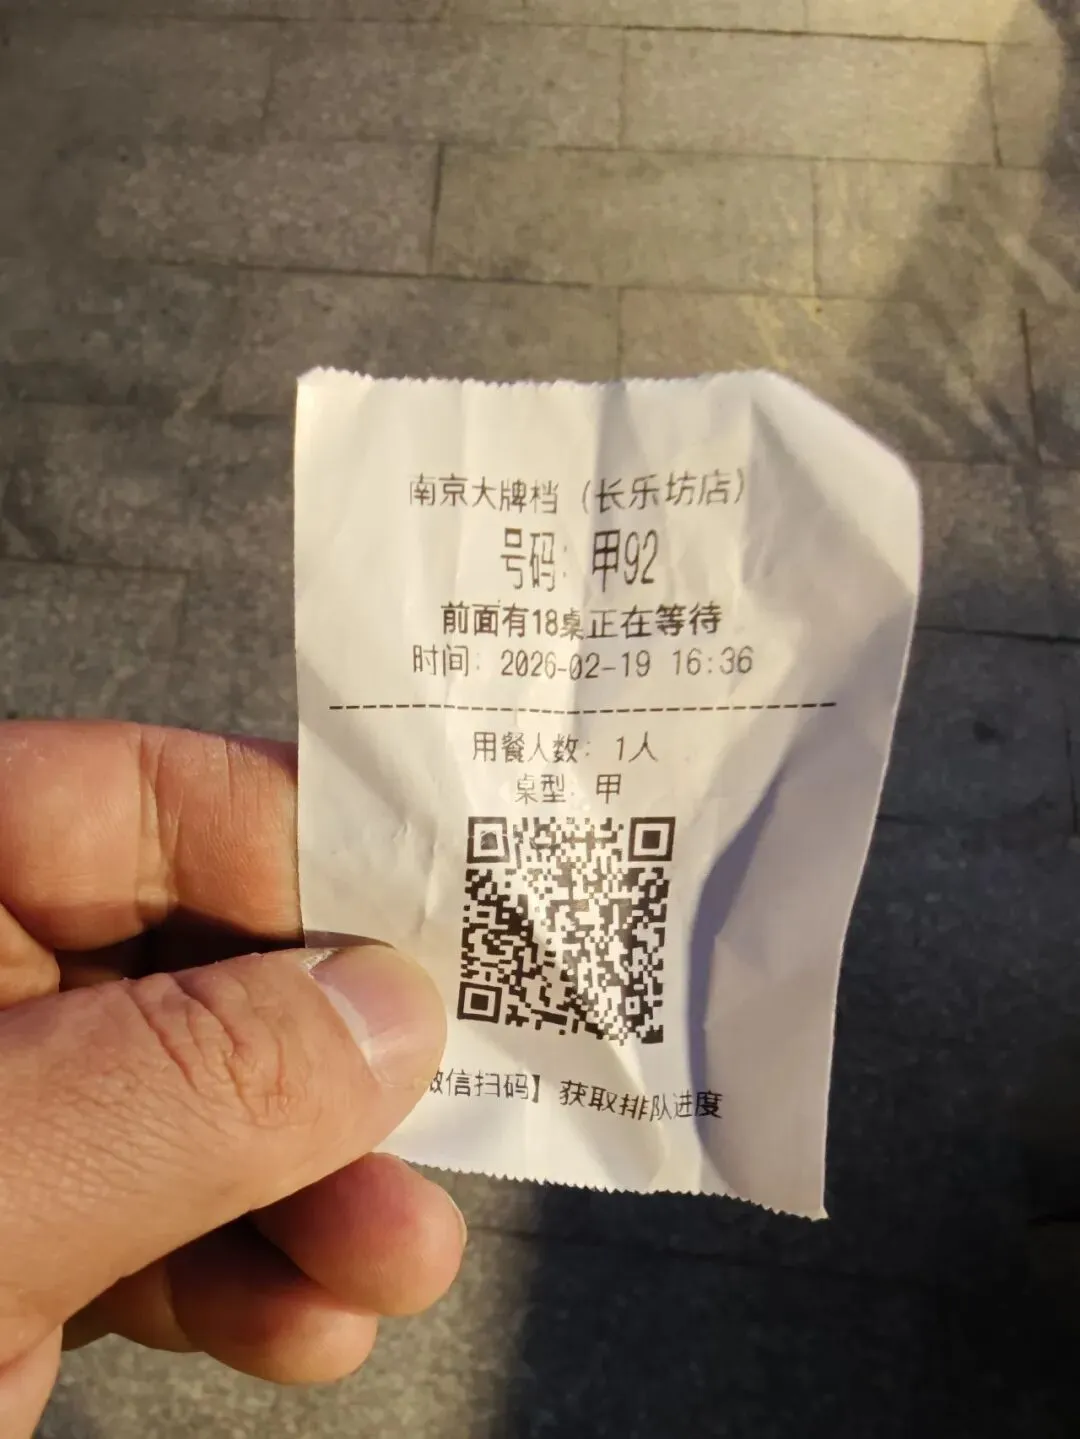 南京大牌档（长乐坊店）
号码：甲92
前面有18桌正在等待
时间：2026-02-19 16:36
用餐人数：1人
桌型：甲
微信扫码】获取排队进度